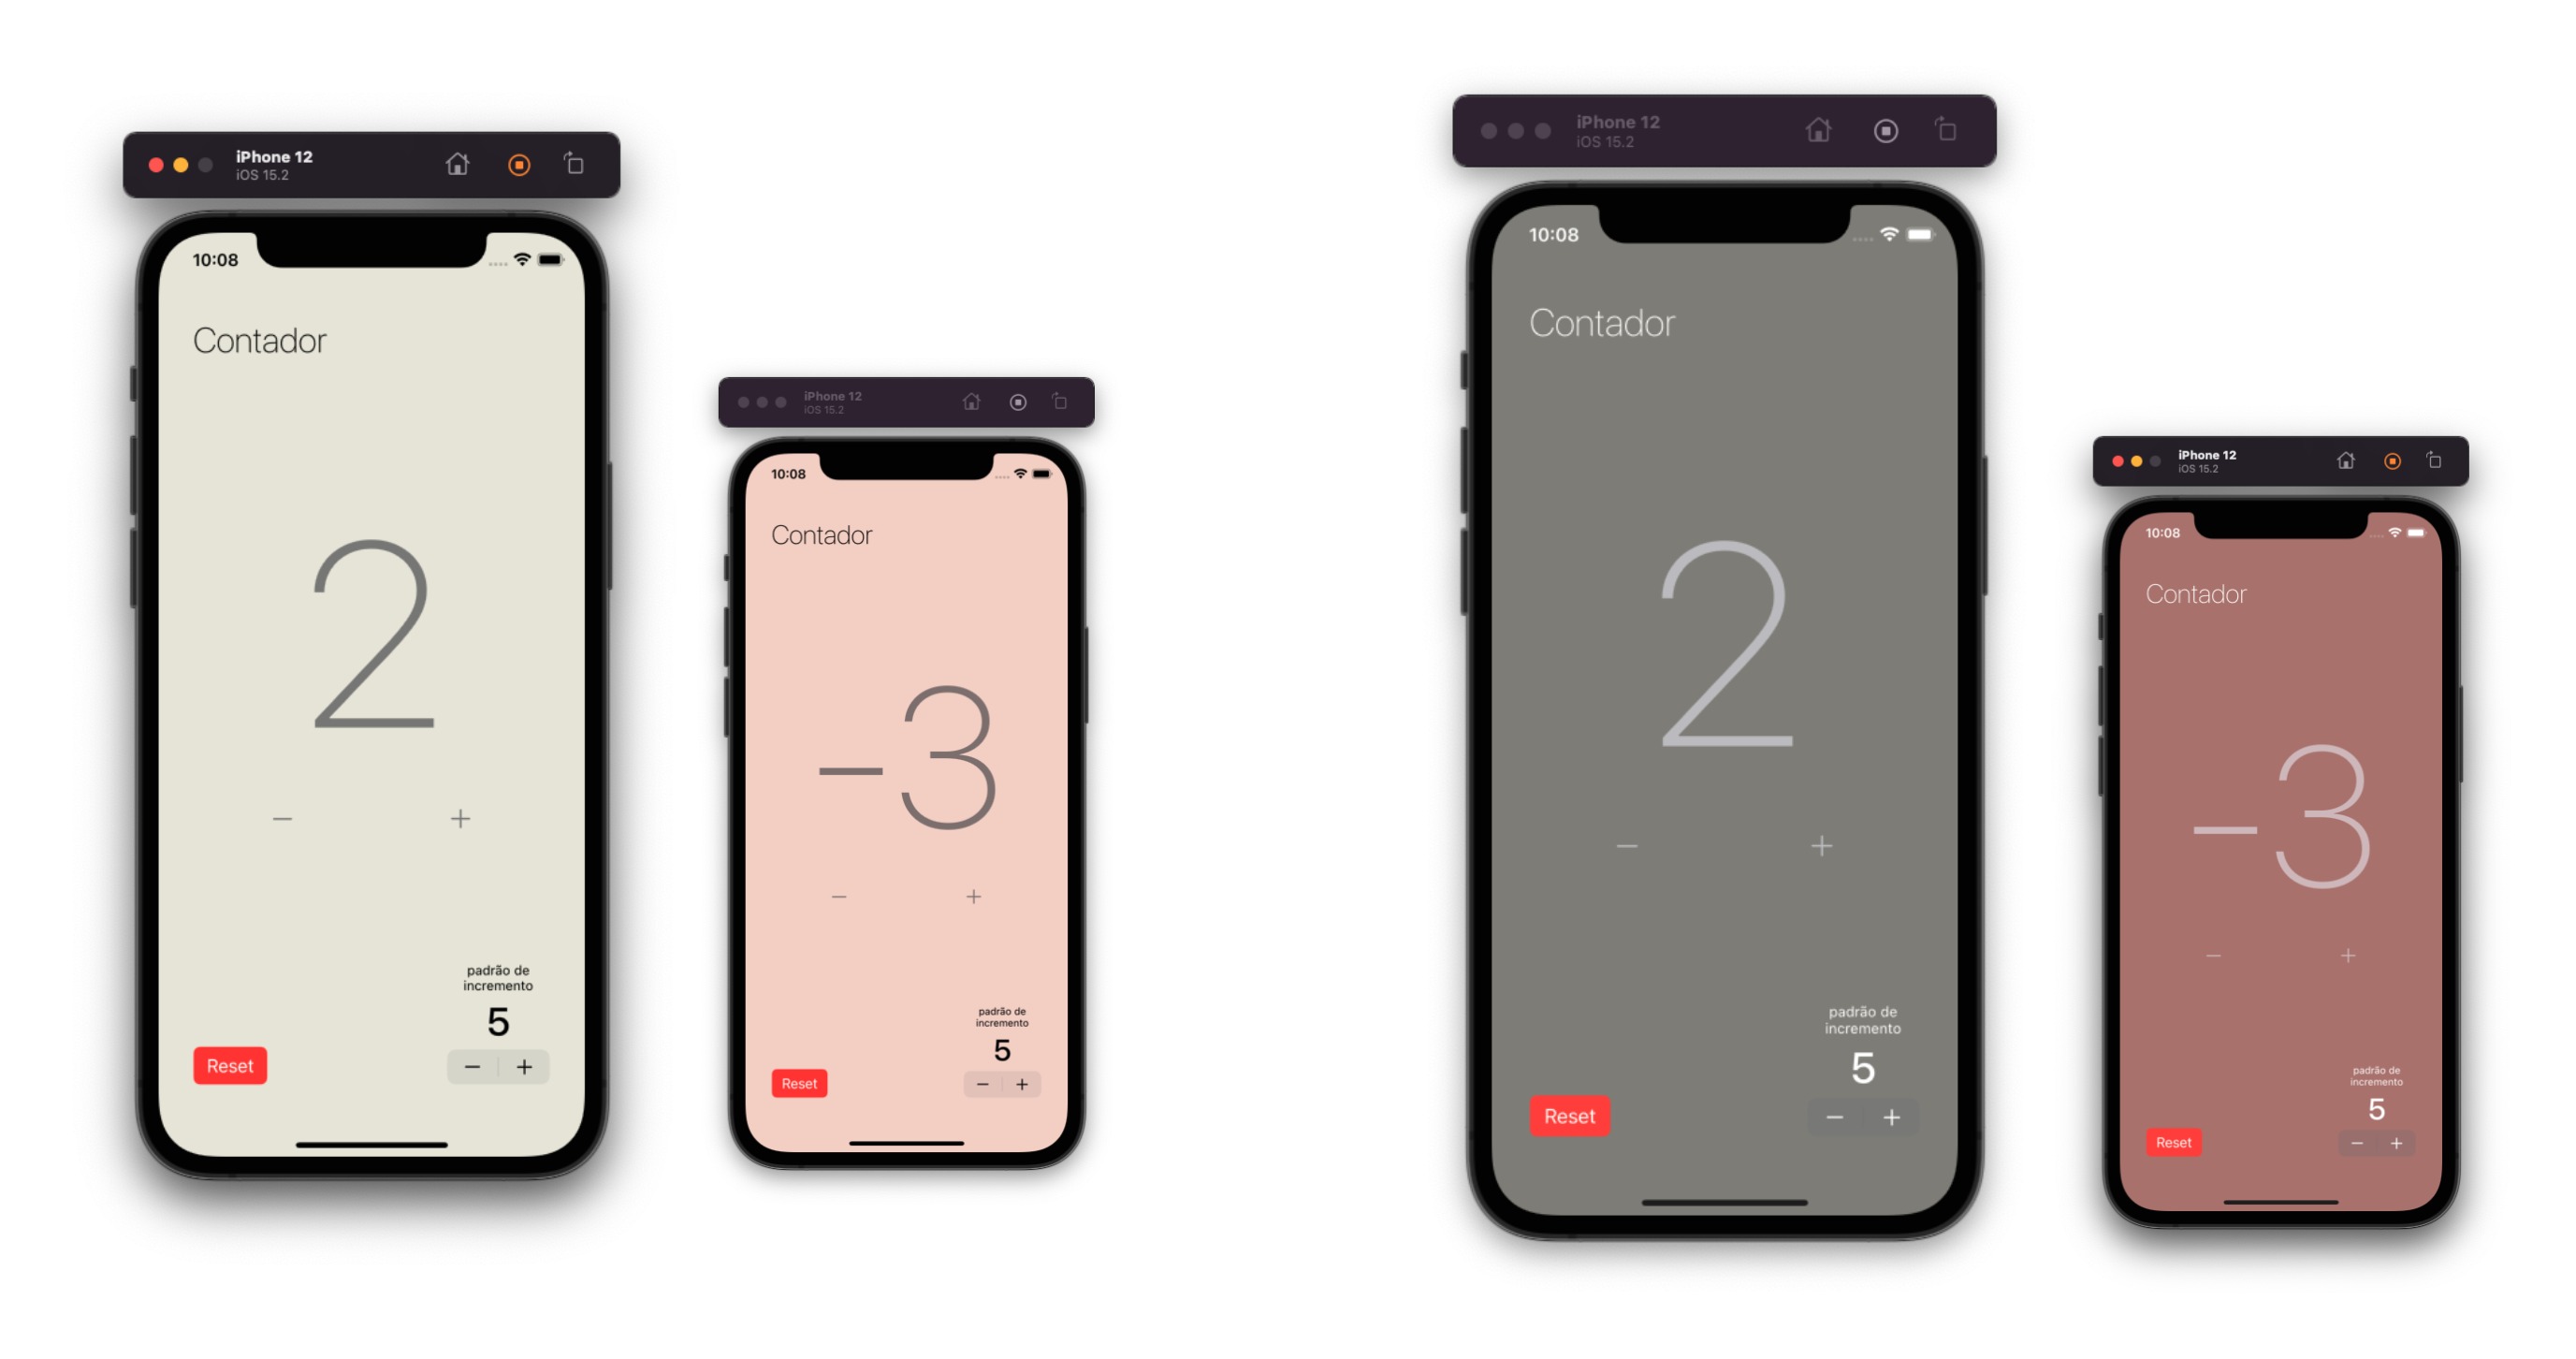 iPhone 12
iOS 15.2
10:08
Contador
2
− +
padrão de
incremento
5
Reset
− +
iPhone 12
iOS 15.2
10:08
Contador
−3
− +
padrão de
incremento
5
Reset
− +
iPhone 12
iOS 15.2
10:08
Contador
2
− +
padrão de
incremento
5
Reset
− +
iPhone 12
iOS 15.2
10:08
Contador
−3
− +
padrão de
incremento
5
Reset
− +